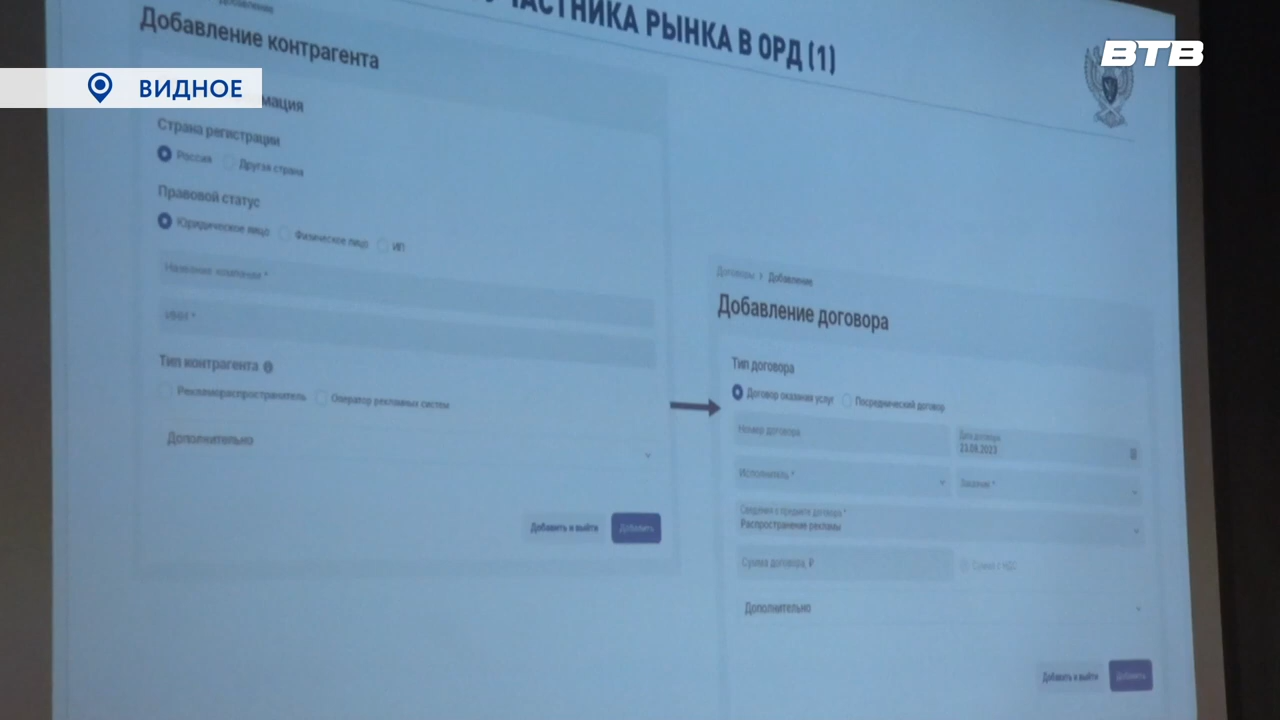 УЧАСТНИКА РЫНКА В ОРД (1)
ВТВ
ВИДНОЕ
Добавление
Добавление контрагента
Страна регистрации
Россия Другая страна
Правовой статус
Юридическое лицо Физическое лицо ИП
Название компании *
ИНН *
Тип контрагента
Рекламораспространитель Оператор рекламных систем
Дополнительно
Добавить и выйти Добавить
Договоры > Добавление
Добавление договора
Тип договора
Договор оказания услуг Посреднический договор
Номер договора
Дата договора
23.08.2023
Исполнитель * Заказчик *
Сведения о предмете договора *
Распространение рекламы
Сумма договора, ₽ Сумма с НДС
Дополнительно
Добавить и выйти Добавить